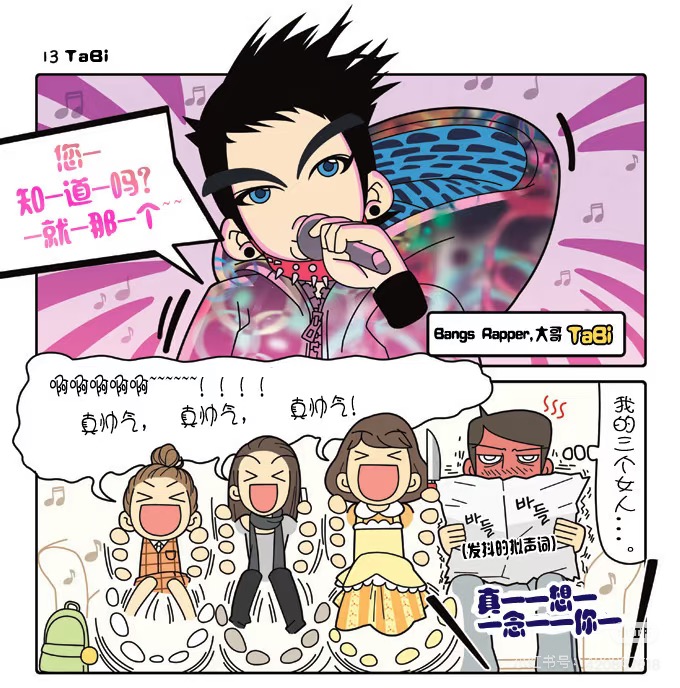 13 TaBi
您一
知一道一吗?
一就一那一个~~
Bangs Rapper,大哥 TaBi
啊啊啊啊啊~~~~~~!!!!
真帅气, 真帅气, 真帅气!
我的三个女人....。
바들
바들
(发抖的拟声词)
真一一想一
一念一一你一